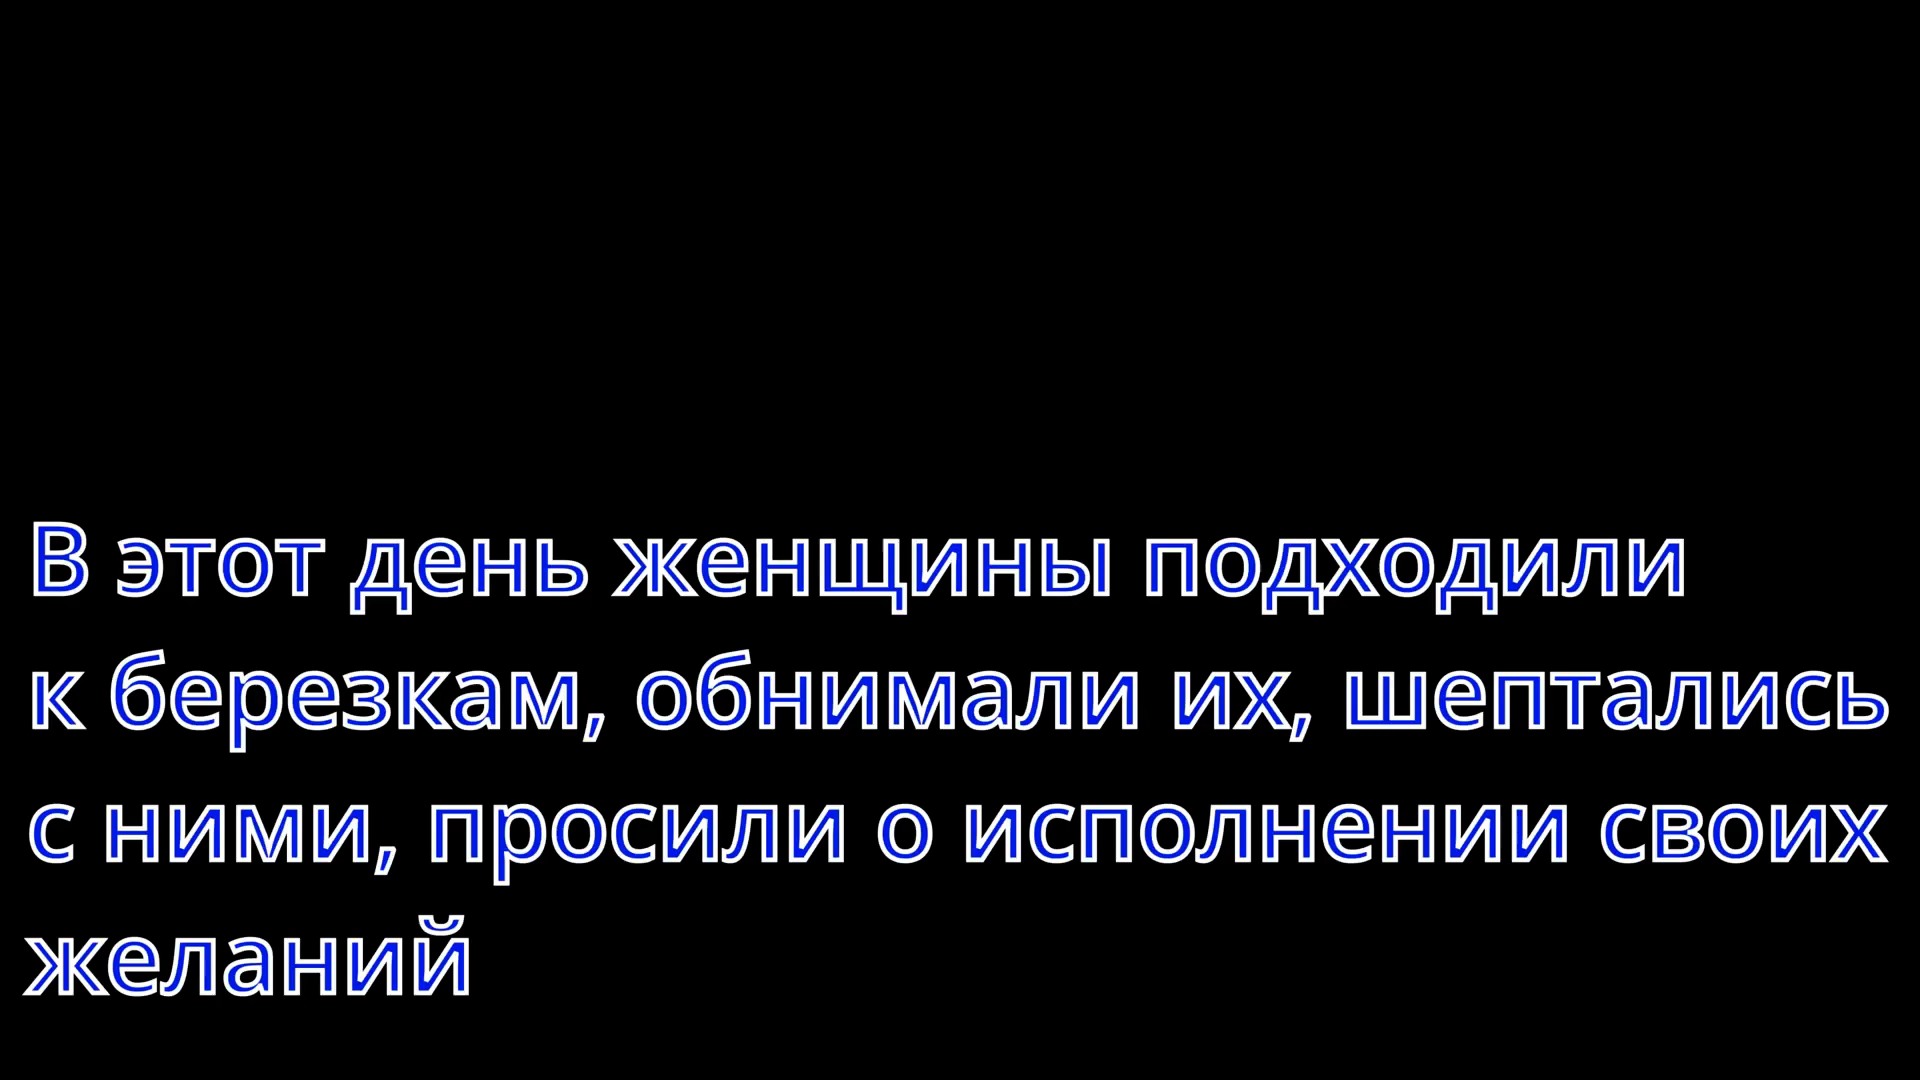 В этот день женщины подходили
к березкам, обнимали их, шептались
с ними, просили о исполнении своих
желаний